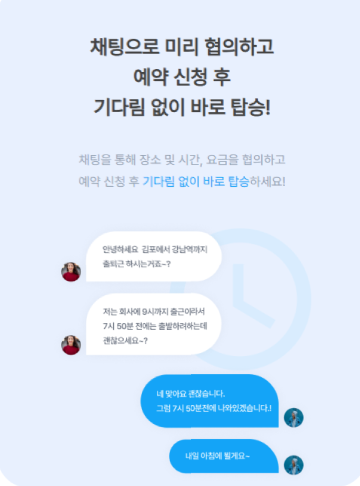 채팅으로 미리 협의하고
예약 신청 후
기다림 없이 바로 탑승!
채팅을 통해 장소 및 시간, 요금을 협의하고
예약 신청 후 기다림 없이 바로 탑승하세요!
안녕하세요 김포에서 강남역까지
출퇴근 하시는거죠~?
저는 회사에 9시까지 출근이라서
7시 50분 전에는 출발하려하는데
괜찮으세요~?
네 맞아요 괜찮습니다.
그럼 7시 50분전에 나와있겠습니다.!
내일 아침에 뵐게요~